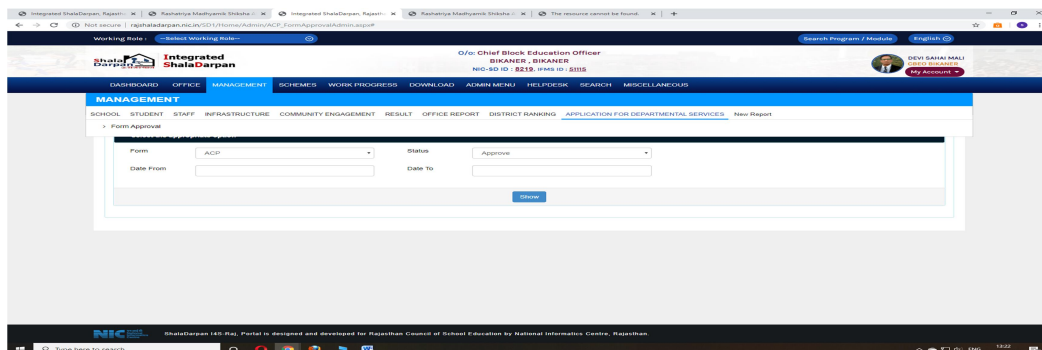 Integrated ShalaDarpan, Rajasth
Rashatriya Madhyamik Shiksha
Integrated ShalaDarpan, Rajasth
Rashatriya Madhyamik Shiksha
The resource cannot be found.
Not secure | rajshaladarpan.nic.in/SD1/Home/Admin/ACP_FormApprovalAdmin.aspx#
Working Role : --Select Working Role--
Search Program / Module
English
Shala Darpan
Integrated
ShalaDarpan
O/o: Chief Block Education Officer
BIKANER , BIKANER
NIC-SD ID : 8219, IFMS ID : 51115
DEVI SAHAI MALI
CBEO BIKANER
My Account
DASHBOARD OFFICE MANAGEMENT SCHEMES WORK PROGRESS DOWNLOAD ADMIN MENU HELPDESK SEARCH MISCELLANEOUS
MANAGEMENT
SCHOOL STUDENT STAFF INFRASTRUCTURE COMMUNITY ENGAGEMENT RESULT OFFICE REPORT DISTRICT RANKING APPLICATION FOR DEPARTMENTAL SERVICES New Report
> Form Approval
Form ACP Status Approve
Date From Date To
Show
NIC
ShalaDarpan (4S-Raj), Portal is designed and developed for Rajasthan Council of School Education by National Informatics Centre, Rajasthan.
Type here to search
ENG
13:22